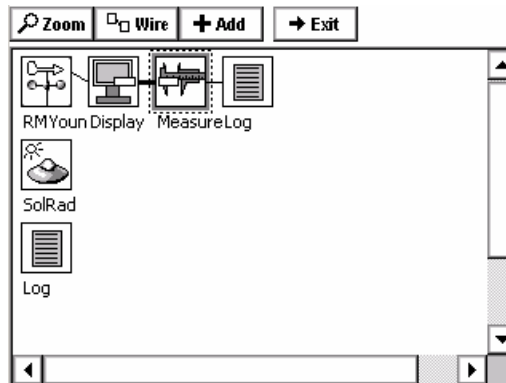 Zoom Wire Add Exit
RMYoun Display Measure Log
SolRad
Log